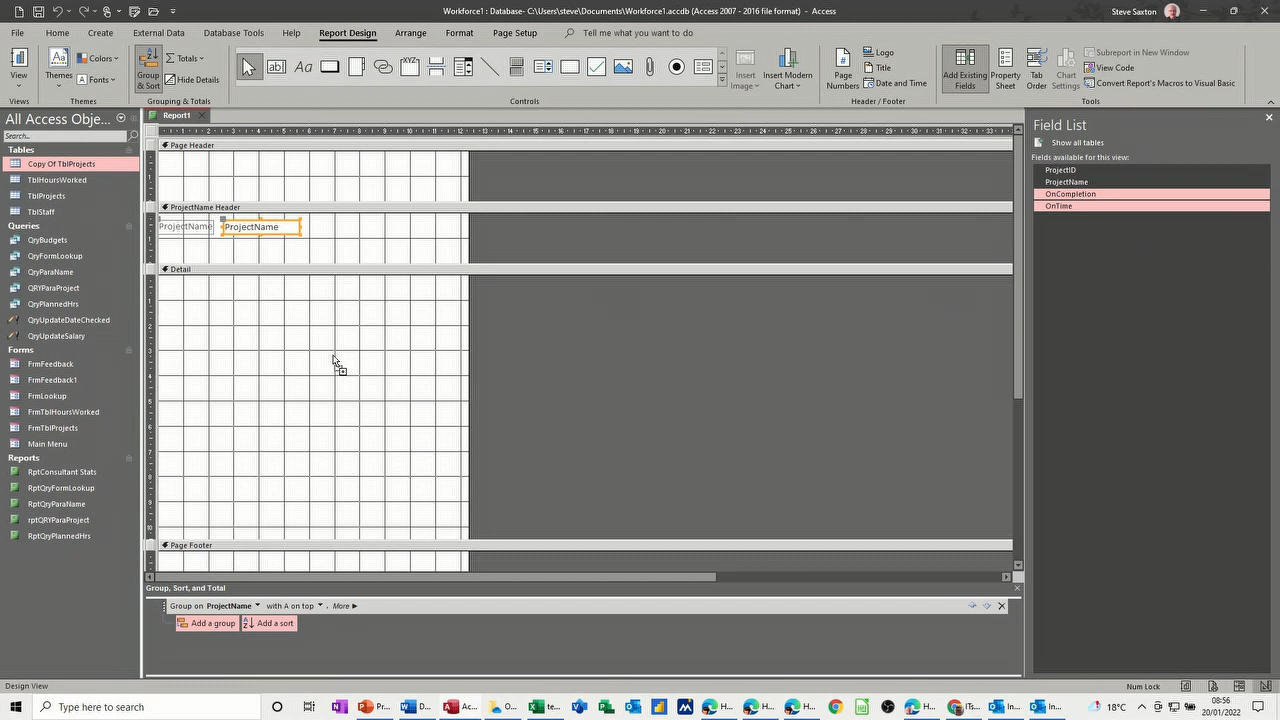 Workforce1 : Database- C:\Users\steve\Documents\Workforce1.accdb (Access 2007 - 2016 file format) - Access
Steve Saxton
File Home Create External Data Database Tools Help Report Design Arrange Format Page Setup Tell me what you want to do
View
Views
Themes
Colors
Fonts
Themes
Group & Sort
Totals
Hide Details
Grouping & Totals
Aa
XYZ
Controls
Insert Image
Insert Modern Chart
Page Numbers
Logo
Title
Date and Time
Header / Footer
Add Existing Fields
Property Sheet
Tab Order
Chart Settings
Subreport in New Window
View Code
Convert Report's Macros to Visual Basic
Tools
All Access Obje...
Search...
Tables
Copy Of TblProjects
TblHoursWorked
TblProjects
TblStaff
Queries
QryBudgets
QryFormLookup
QryParaName
QRYParaProject
QryPlannedHrs
QryUpdateDateChecked
QryUpdateSalary
Forms
FrmFeedback
FrmFeedback1
FrmLookup
FrmTblHoursWorked
FrmTblProjects
Main Menu
Reports
RptConsultant Stats
RptQryFormLookup
RptQryParaName
rptQRYParaProject
RptQryPlannedHrs
Report1
Page Header
ProjectName Header
ProjectName ProjectName
Detail
Page Footer
Group, Sort, and Total
Group on ProjectName with A on top , More
Add a group Add a sort
Field List
Show all tables
Fields available for this view:
ProjectID
ProjectName
OnCompletion
OnTime
Design View
Num Lock
Type here to search
Pr...
D...
Ac...
O...
te...
H...
H...
H...
H...
iTs...
In...
In...
18°C
08:56
20/01/2022